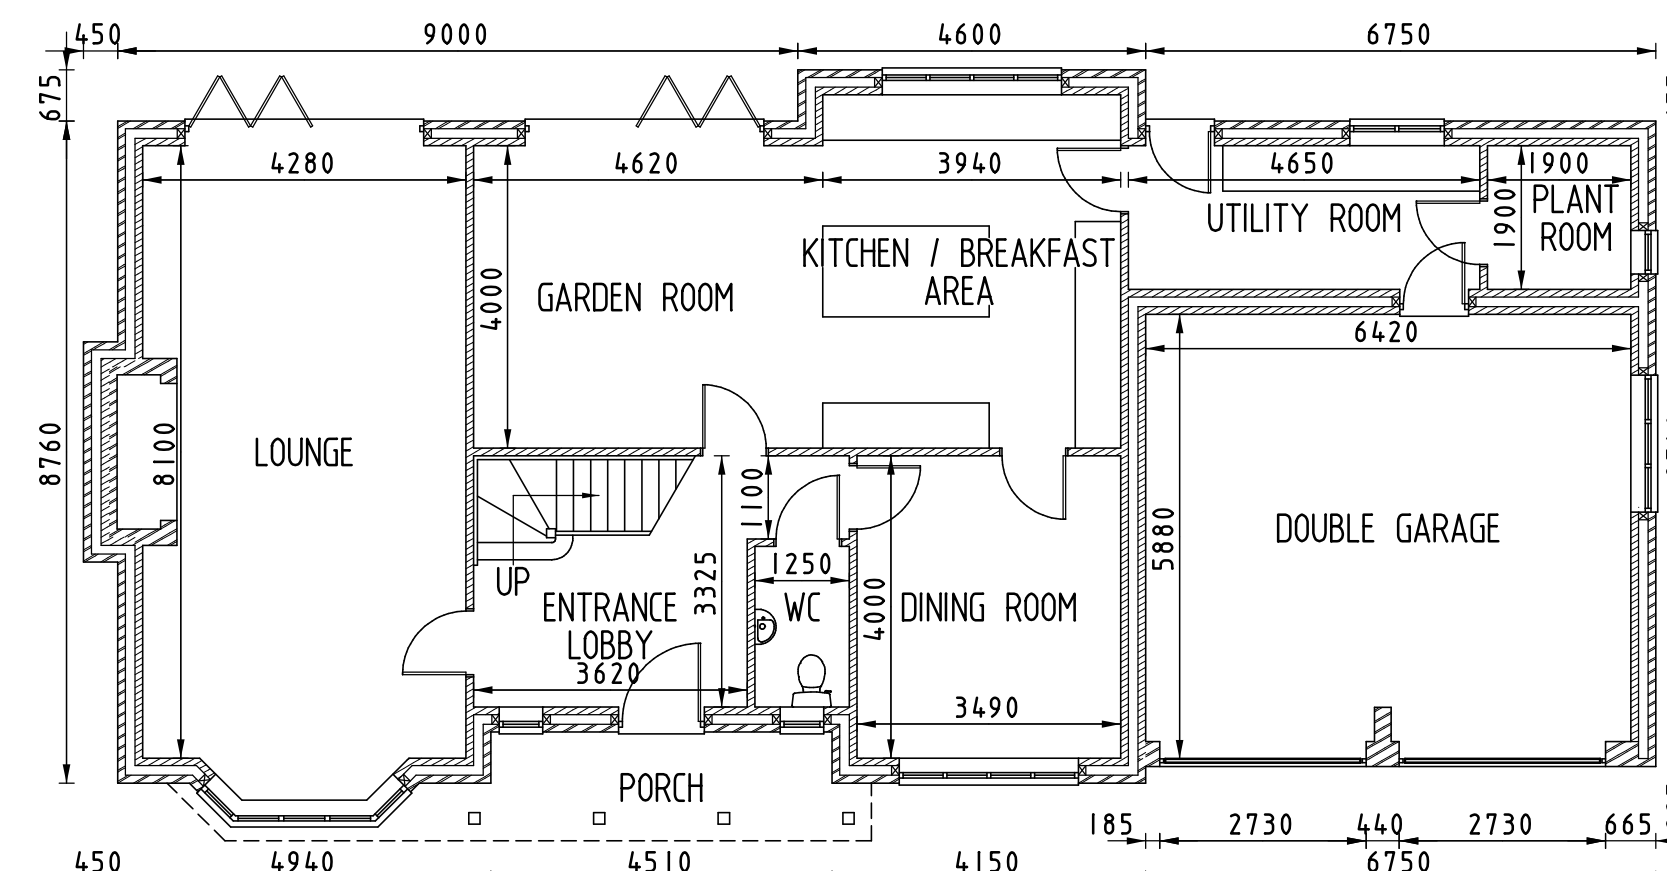 450
9000
4600
6750
675
4280
4620
3940
4650
1900
PLANT
ROOM
UTILITY ROOM
1900
KITCHEN / BREAKFAST
AREA
GARDEN ROOM
4000
6420
LOUNGE
8760
8100
1100
5880
DOUBLE GARAGE
UP
3325
1250
WC
ENTRANCE
LOBBY
3620
4000
DINING ROOM
3490
PORCH
185
2730
440
2730
665
450
4940
4510
4150
6750